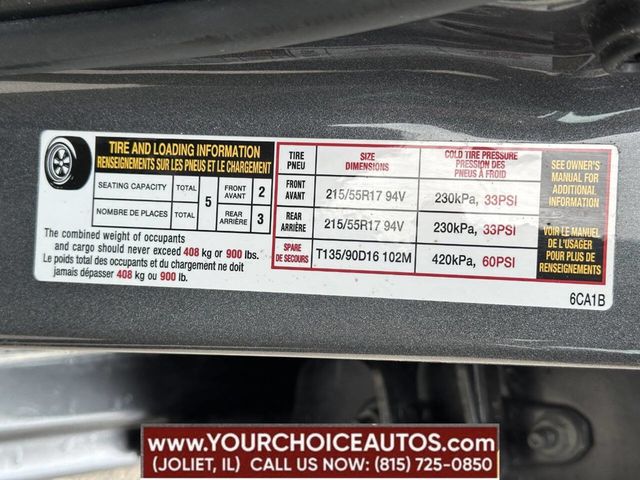 TIRE AND LOADING INFORMATION
RENSEIGNEMENTS SUR LES PNEUS ET LE CHARGEMENT
SEATING CAPACITY TOTAL 5 FRONT AVANT 2
NOMBRE DE PLACES TOTAL REAR ARRIÈRE 3
The combined weight of occupants
and cargo should never exceed 408 kg or 900 lbs.
Le poids total des occupants et du chargement ne doit
jamais dépasser 408 kg ou 900 lb.
TIRE PNEU SIZE DIMENSIONS COLD TIRE PRESSURE PRESSION DES PNEUS À FROID
FRONT AVANT 215/55R17 94V 230kPa, 33PSI
REAR ARRIÈRE 215/55R17 94V 230kPa, 33PSI
SPARE DE SECOURS T135/90D16 102M 420kPa, 60PSI
SEE OWNER'S
MANUAL FOR
ADDITIONAL
INFORMATION
VOIR LE MANUEL
DE L'USAGER
POUR PLUS DE
RENSEIGNEMENTS
6CA1B
WWW.YOURCHOICEAUTOS.COM
(JOLIET, IL) CALL US NOW: (815) 725-0850